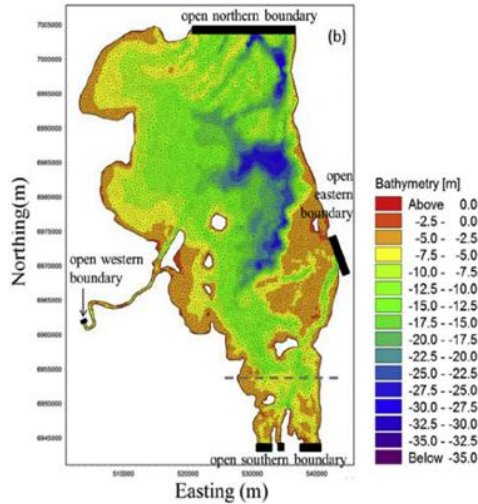 open northern boundary
(b)
7005000
7000000
6995000
6990000
6985000
6980000
6975000
6970000
6965000
6960000
6955000
6950000
6945000
Northing(m)
open
eastern
boundary
open western
boundary
open southern boundary
510000 520000 530000 540000
Easting (m)
Bathymetry [m]
Above 0.0
-2.5 - 0.0
-5.0 - -2.5
-7.5 - -5.0
-10.0 - -7.5
-12.5 - -10.0
-15.0 - -12.5
-17.5 - -15.0
-20.0 - -17.5
-22.5 - -20.0
-25.0 - -22.5
-27.5 - -25.0
-30.0 - -27.5
-32.5 - -30.0
-35.0 - -32.5
Below -35.0